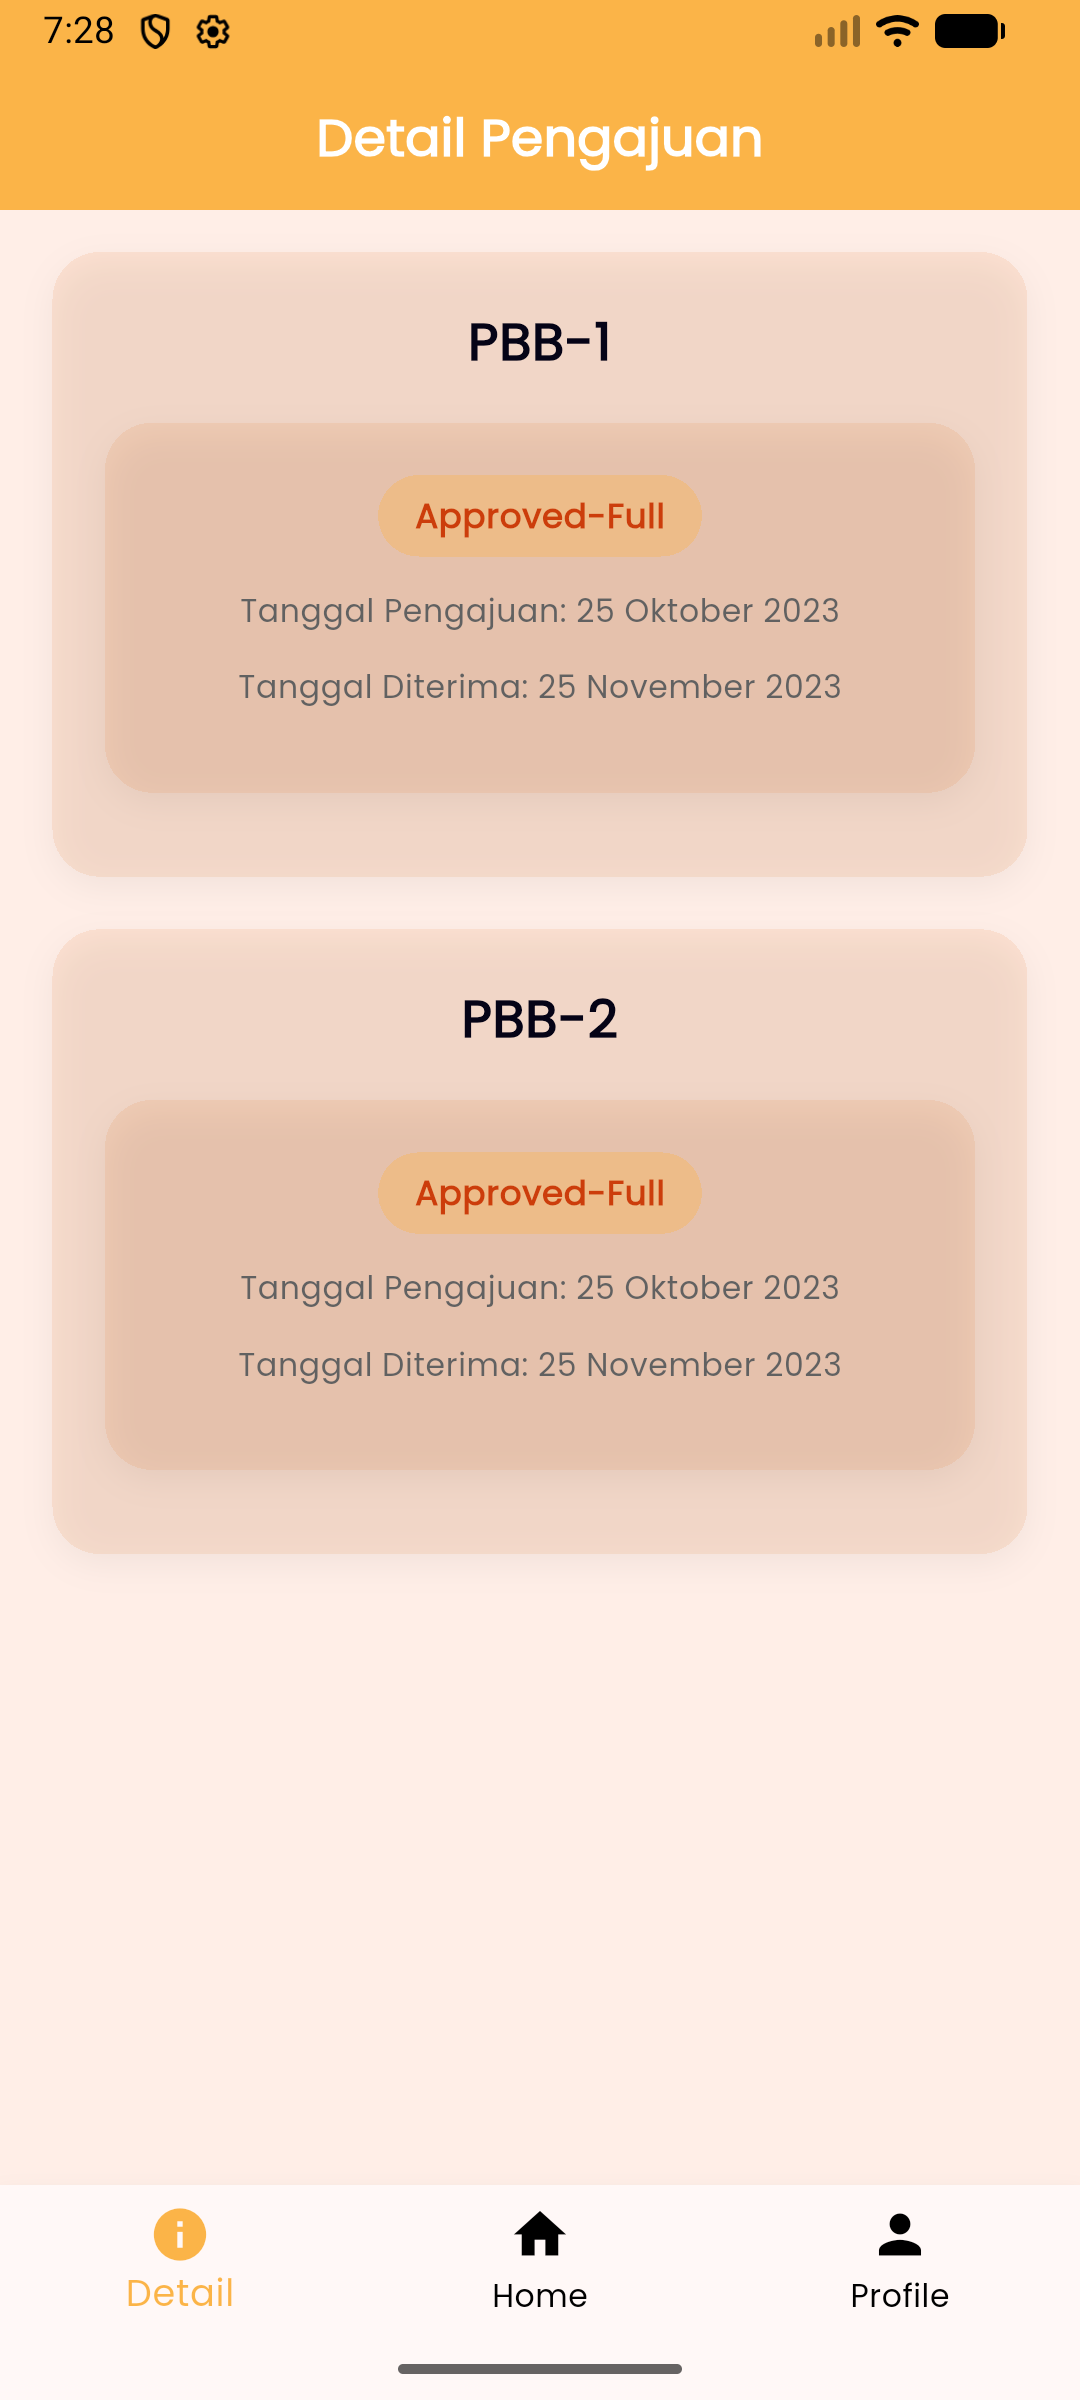 7:28
Detail Pengajuan
PBB-1
Approved-Full
Tanggal Pengajuan: 25 Oktober 2023
Tanggal Diterima: 25 November 2023
PBB-2
Approved-Full
Tanggal Pengajuan: 25 Oktober 2023
Tanggal Diterima: 25 November 2023
Detail Home Profile